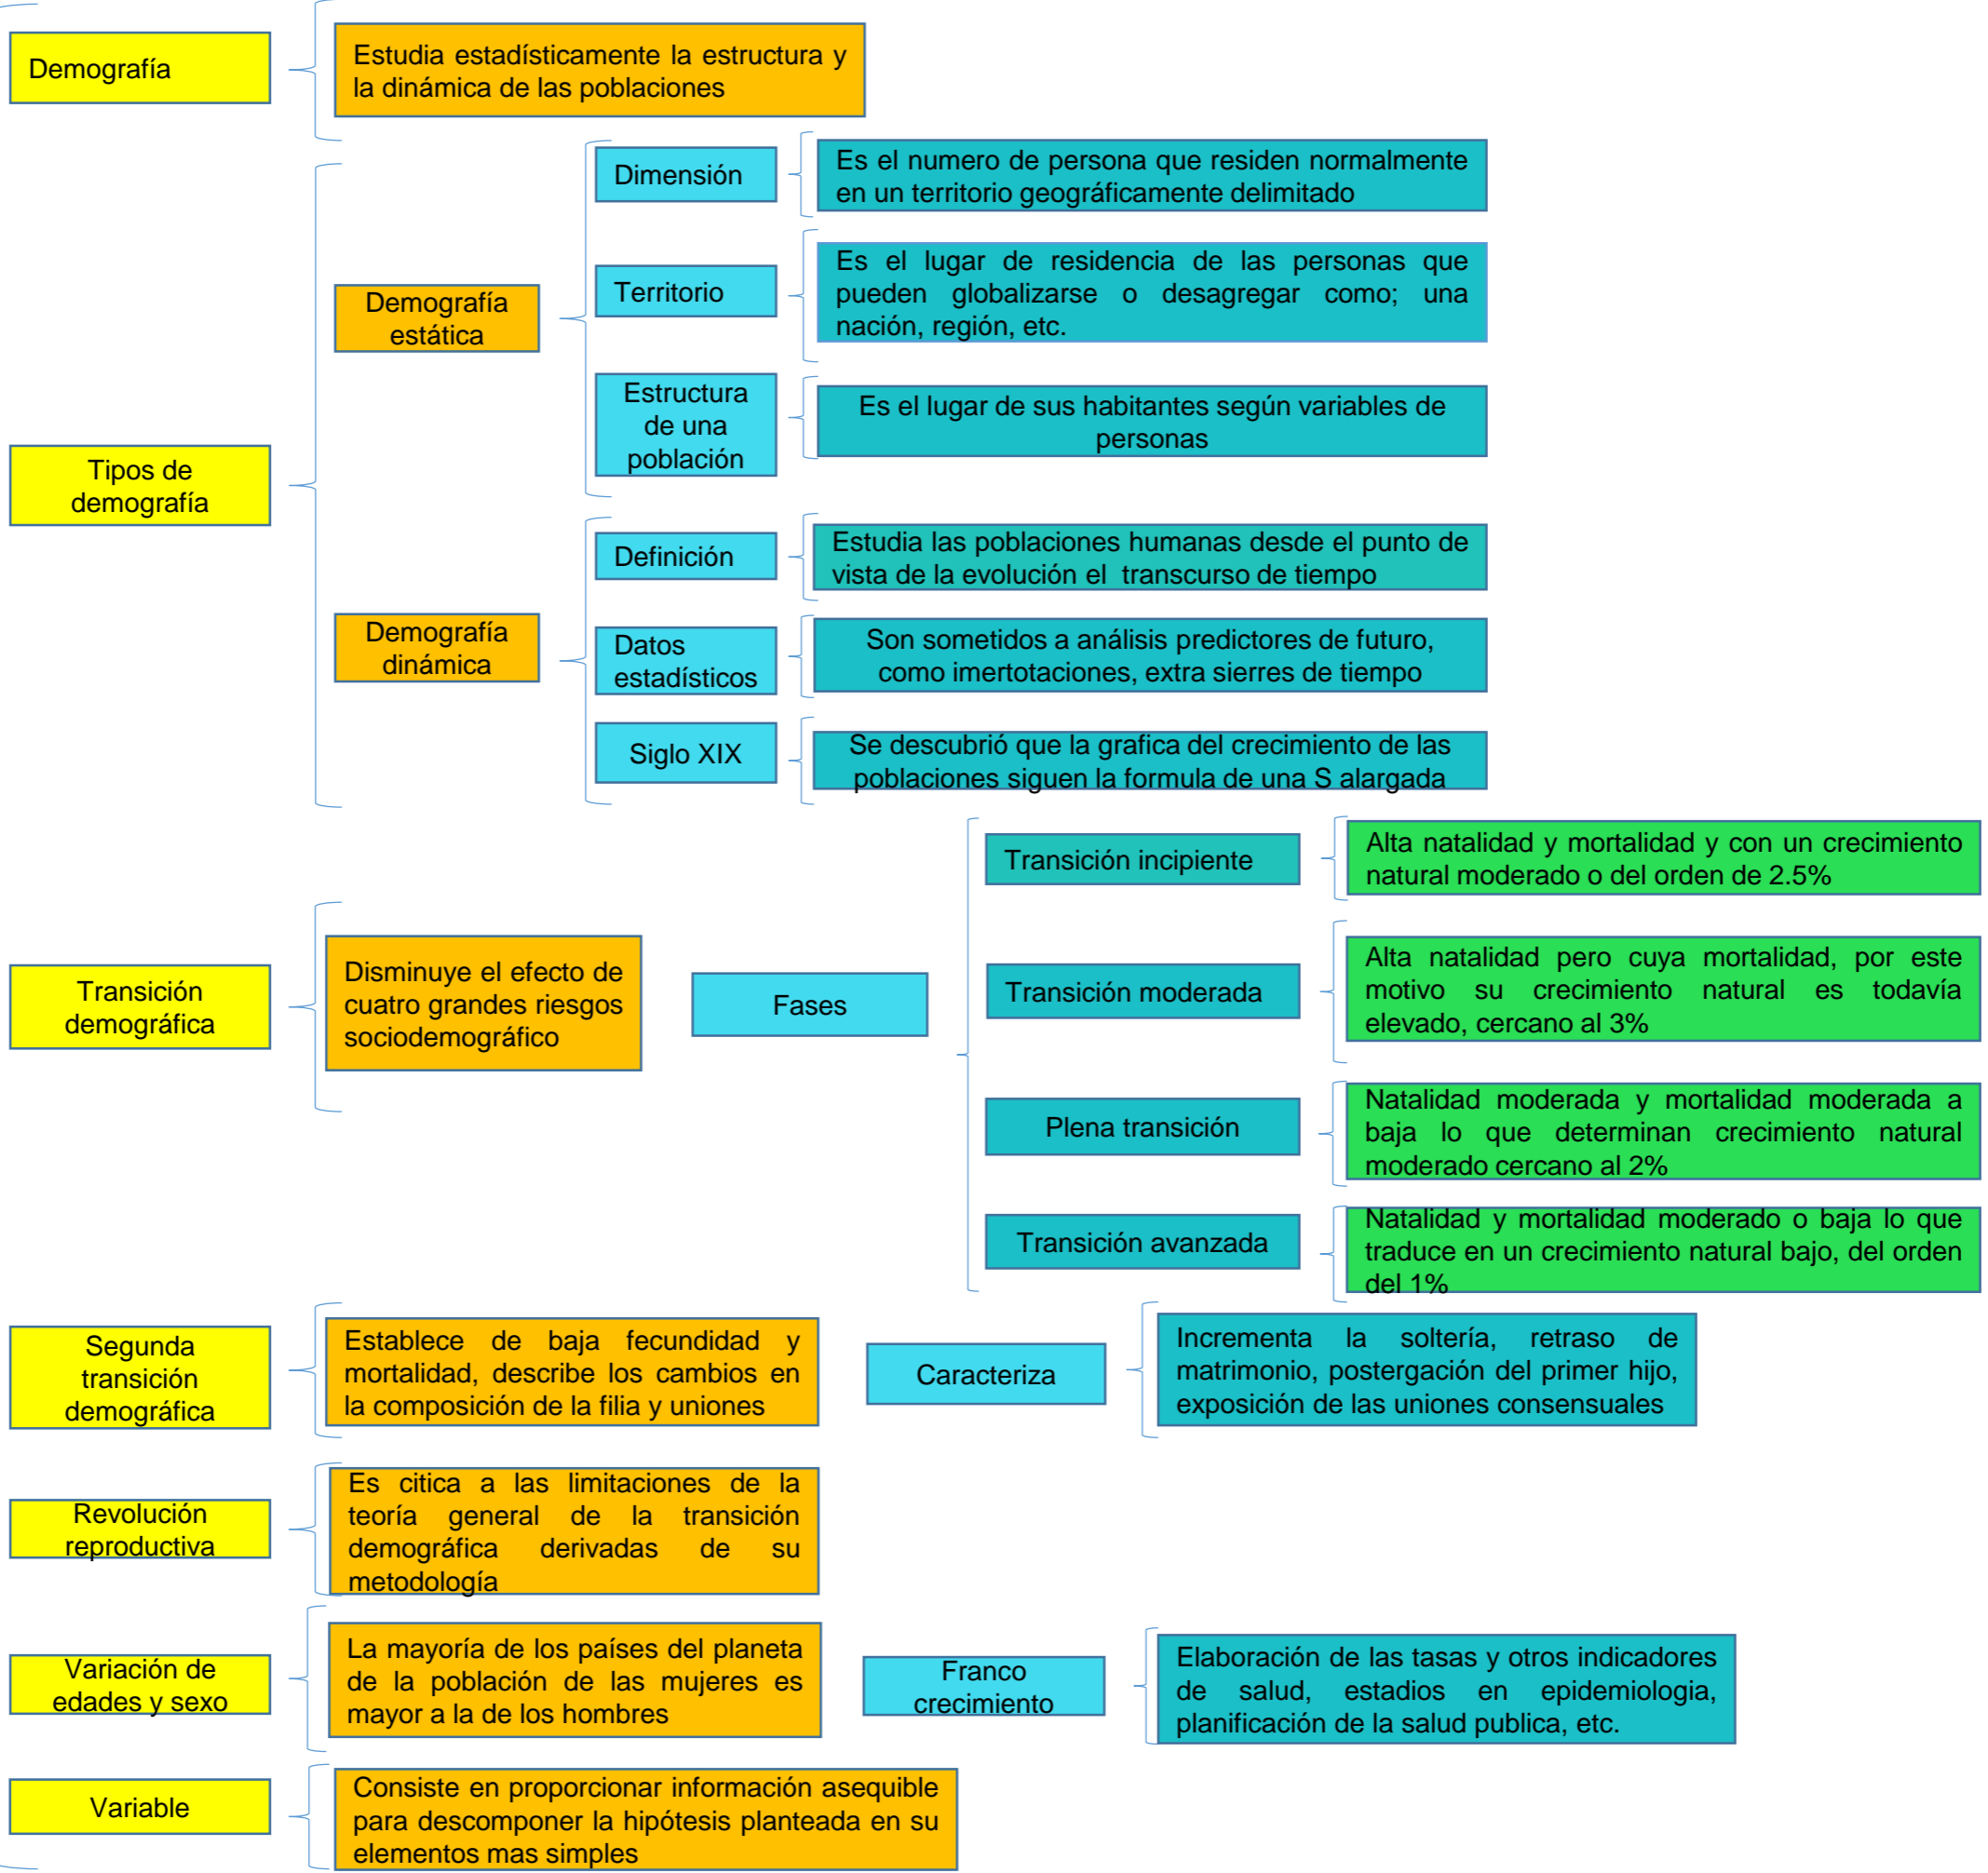 Demografía
Estudia estadísticamente la estructura y
la dinámica de las poblaciones
Tipos de
demografía
Demografía
estática
Dimensión
Es el numero de persona que residen normalmente
en un territorio geográficamente delimitado
Territorio
Es el lugar de residencia de las personas que
pueden globalizarse o desagregar como; una
nación, región, etc.
Estructura
de una
población
Es el lugar de sus habitantes según variables de
personas
Demografía
dinámica
Definición
Estudia las poblaciones humanas desde el punto de
vista de la evolución el transcurso de tiempo
Datos
estadísticos
Son sometidos a análisis predictores de futuro,
como imertotaciones, extra sierres de tiempo
Siglo XIX
Se descubrió que la grafica del crecimiento de las
poblaciones siguen la formula de una S alargada
Transición
demográfica
Disminuye el efecto de
cuatro grandes riesgos
sociodemográfico
Fases
Transición incipiente
Alta natalidad y mortalidad y con un crecimiento
natural moderado o del orden de 2.5%
Transición moderada
Alta natalidad pero cuya mortalidad, por este
motivo su crecimiento natural es todavía
elevado, cercano al 3%
Plena transición
Natalidad moderada y mortalidad moderada a
baja lo que determinan crecimiento natural
moderado cercano al 2%
Transición avanzada
Natalidad y mortalidad moderado o baja lo que
traduce en un crecimiento natural bajo, del orden
del 1%
Segunda
transición
demográfica
Establece de baja fecundidad y
mortalidad, describe los cambios en
la composición de la filia y uniones
Caracteriza
Incrementa la soltería, retraso de
matrimonio, postergación del primer hijo,
exposición de las uniones consensuales
Revolución
reproductiva
Es citica a las limitaciones de la
teoría general de la transición
demográfica derivadas de su
metodología
Variación de
edades y sexo
La mayoría de los países del planeta
de la población de las mujeres es
mayor a la de los hombres
Franco
crecimiento
Elaboración de las tasas y otros indicadores
de salud, estadios en epidemiologia,
planificación de la salud publica, etc.
Variable
Consiste en proporcionar información asequible
para descomponer la hipótesis planteada en su
elementos mas simples